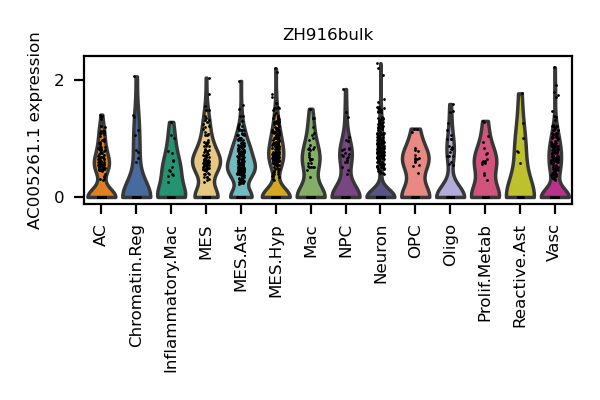 ZH916bulk
AC005261.1 expression
2
0
AC
Chromatin.Reg
Inflammatory.Mac
MES
MES.Ast
MES.Hyp
Mac
NPC
Neuron
OPC
Oligo
Prolif.Metab
Reactive.Ast
Vasc